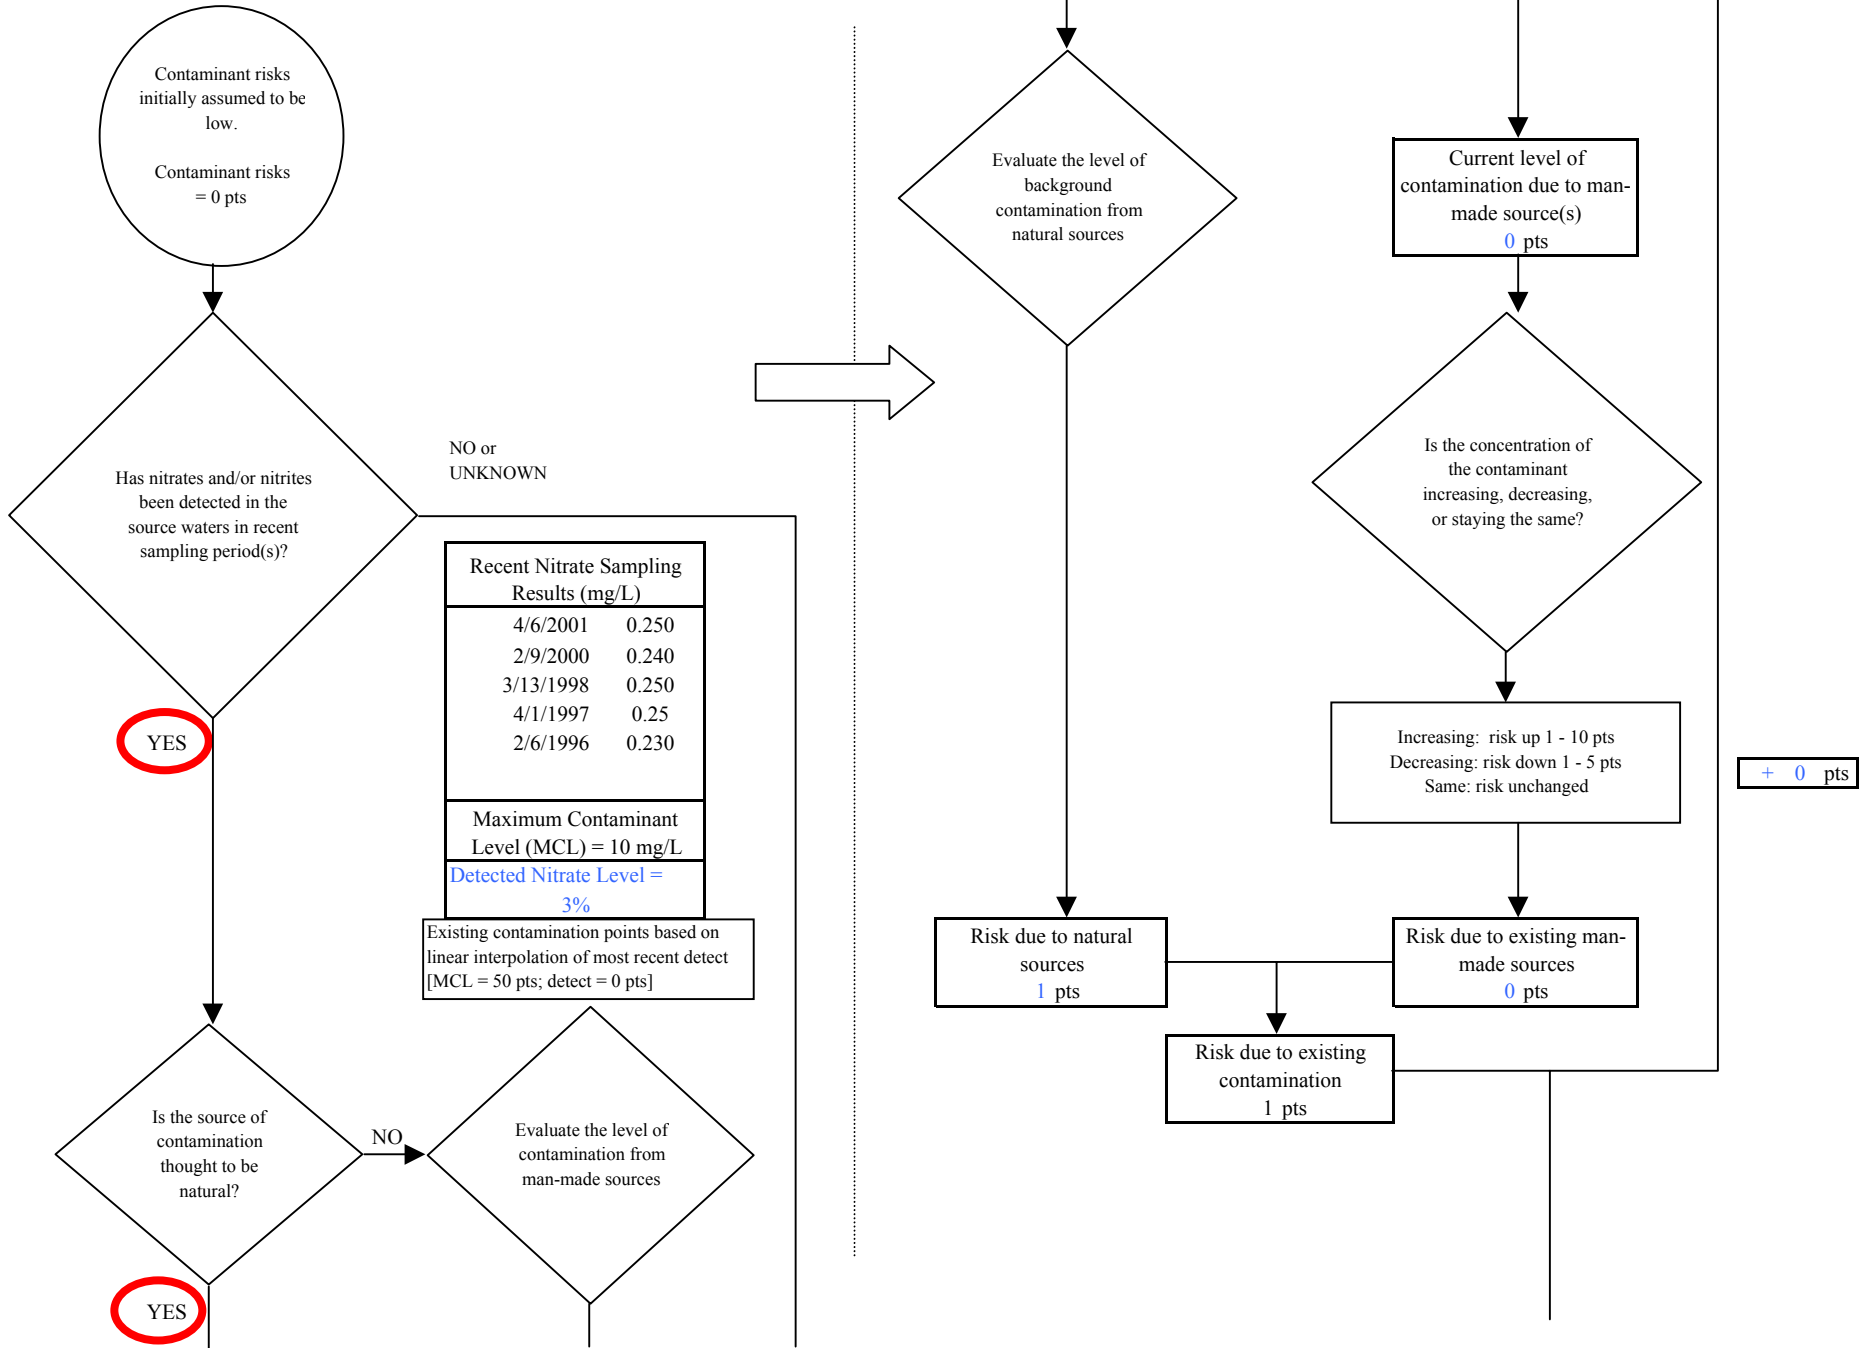 Contaminant risks
initially assumed to be
low.
Contaminant risks
= 0 pts
Has nitrates and/or nitrites
been detected in the
source waters in recent
sampling period(s)?
NO or
UNKNOWN
YES
Recent Nitrate Sampling
Results (mg/L)
4/6/2001 0.250
2/9/2000 0.240
3/13/1998 0.250
4/1/1997 0.25
2/6/1996 0.230
Maximum Contaminant
Level (MCL) = 10 mg/L
Detected Nitrate Level =
3%
Existing contamination points based on
linear interpolation of most recent detect
[MCL = 50 pts; detect = 0 pts]
Is the source of
contamination
thought to be
natural?
NO
YES
Evaluate the level of
contamination from
man-made sources
Evaluate the level of
background
contamination from
natural sources
Current level of
contamination due to man-
made source(s)
0 pts
Is the concentration of
the contaminant
increasing, decreasing,
or staying the same?
Increasing: risk up 1 - 10 pts
Decreasing: risk down 1 - 5 pts
Same: risk unchanged
+ 0 pts
Risk due to natural
sources
1 pts
Risk due to existing man-
made sources
0 pts
Risk due to existing
contamination
1 pts